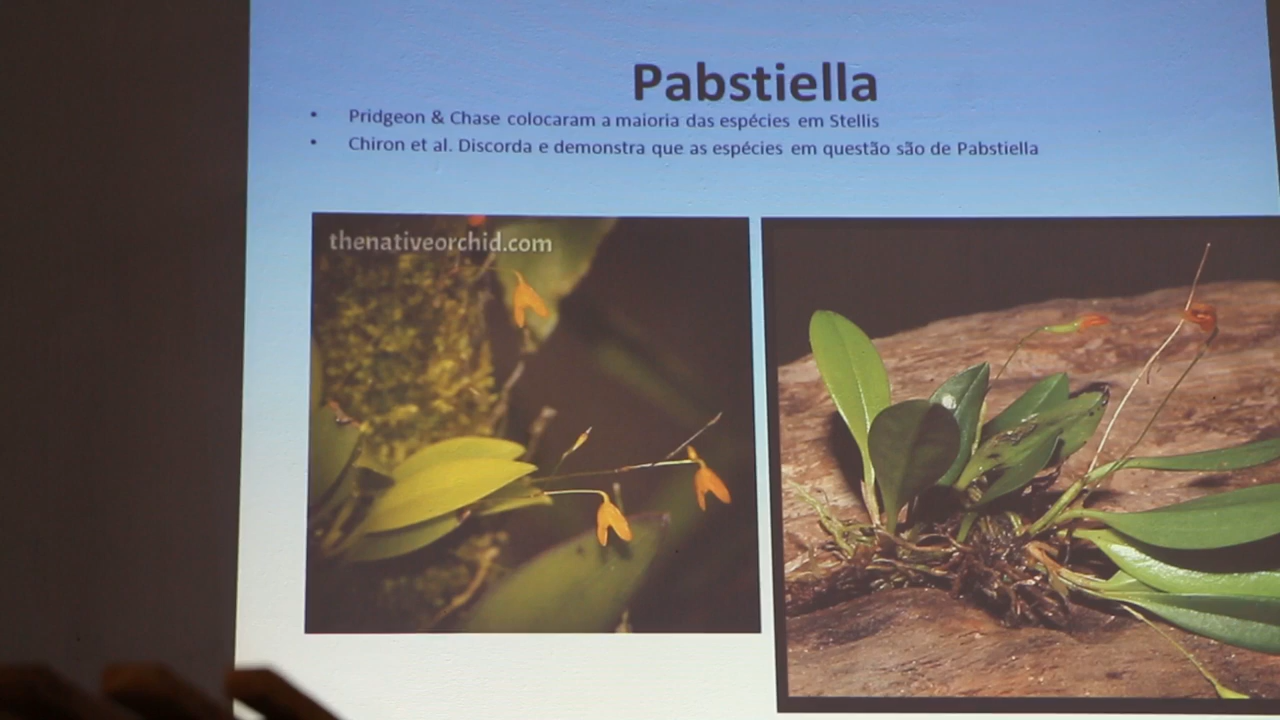 Pabstiella
• Pridgeon & Chase colocaram a maioria das espécies em Stellis
• Chiron et al. Discorda e demonstra que as espécies em questão são de Pabstiella
thenativeorchid.com